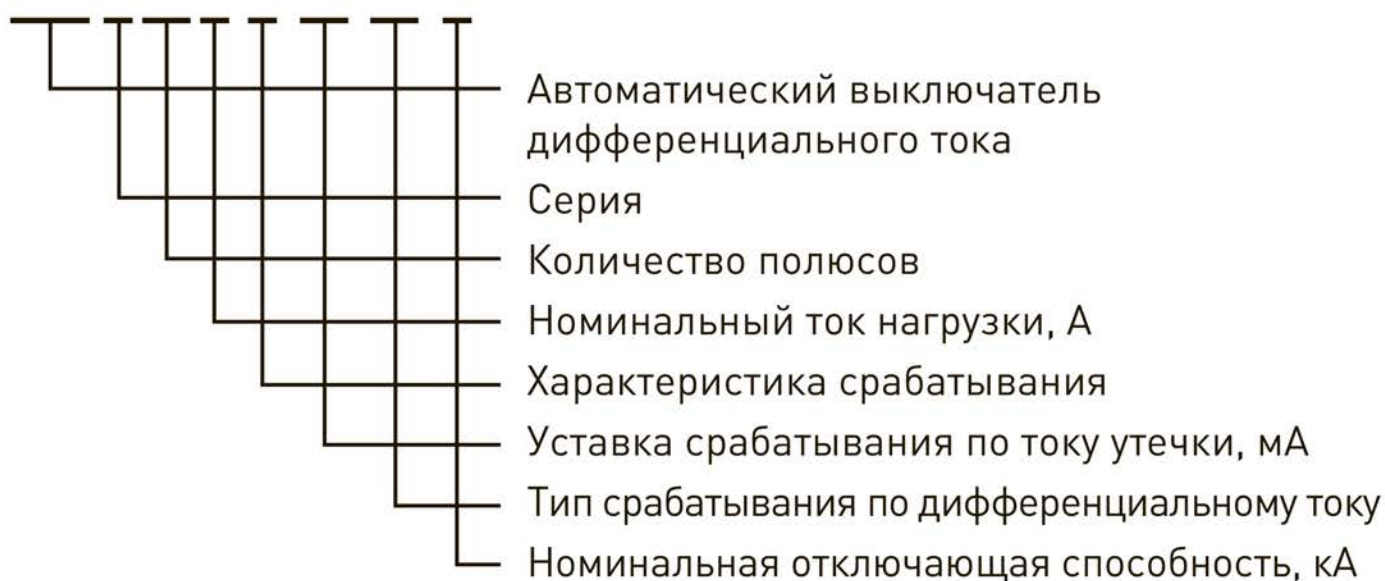 Автоматический выключатель
дифференциального тока
Серия
Количество полюсов
Номинальный ток нагрузки, А
Характеристика срабатывания
Уставка срабатывания по току утечки, мА
Тип срабатывания по дифференциальному току
Номинальная отключающая способность, кА